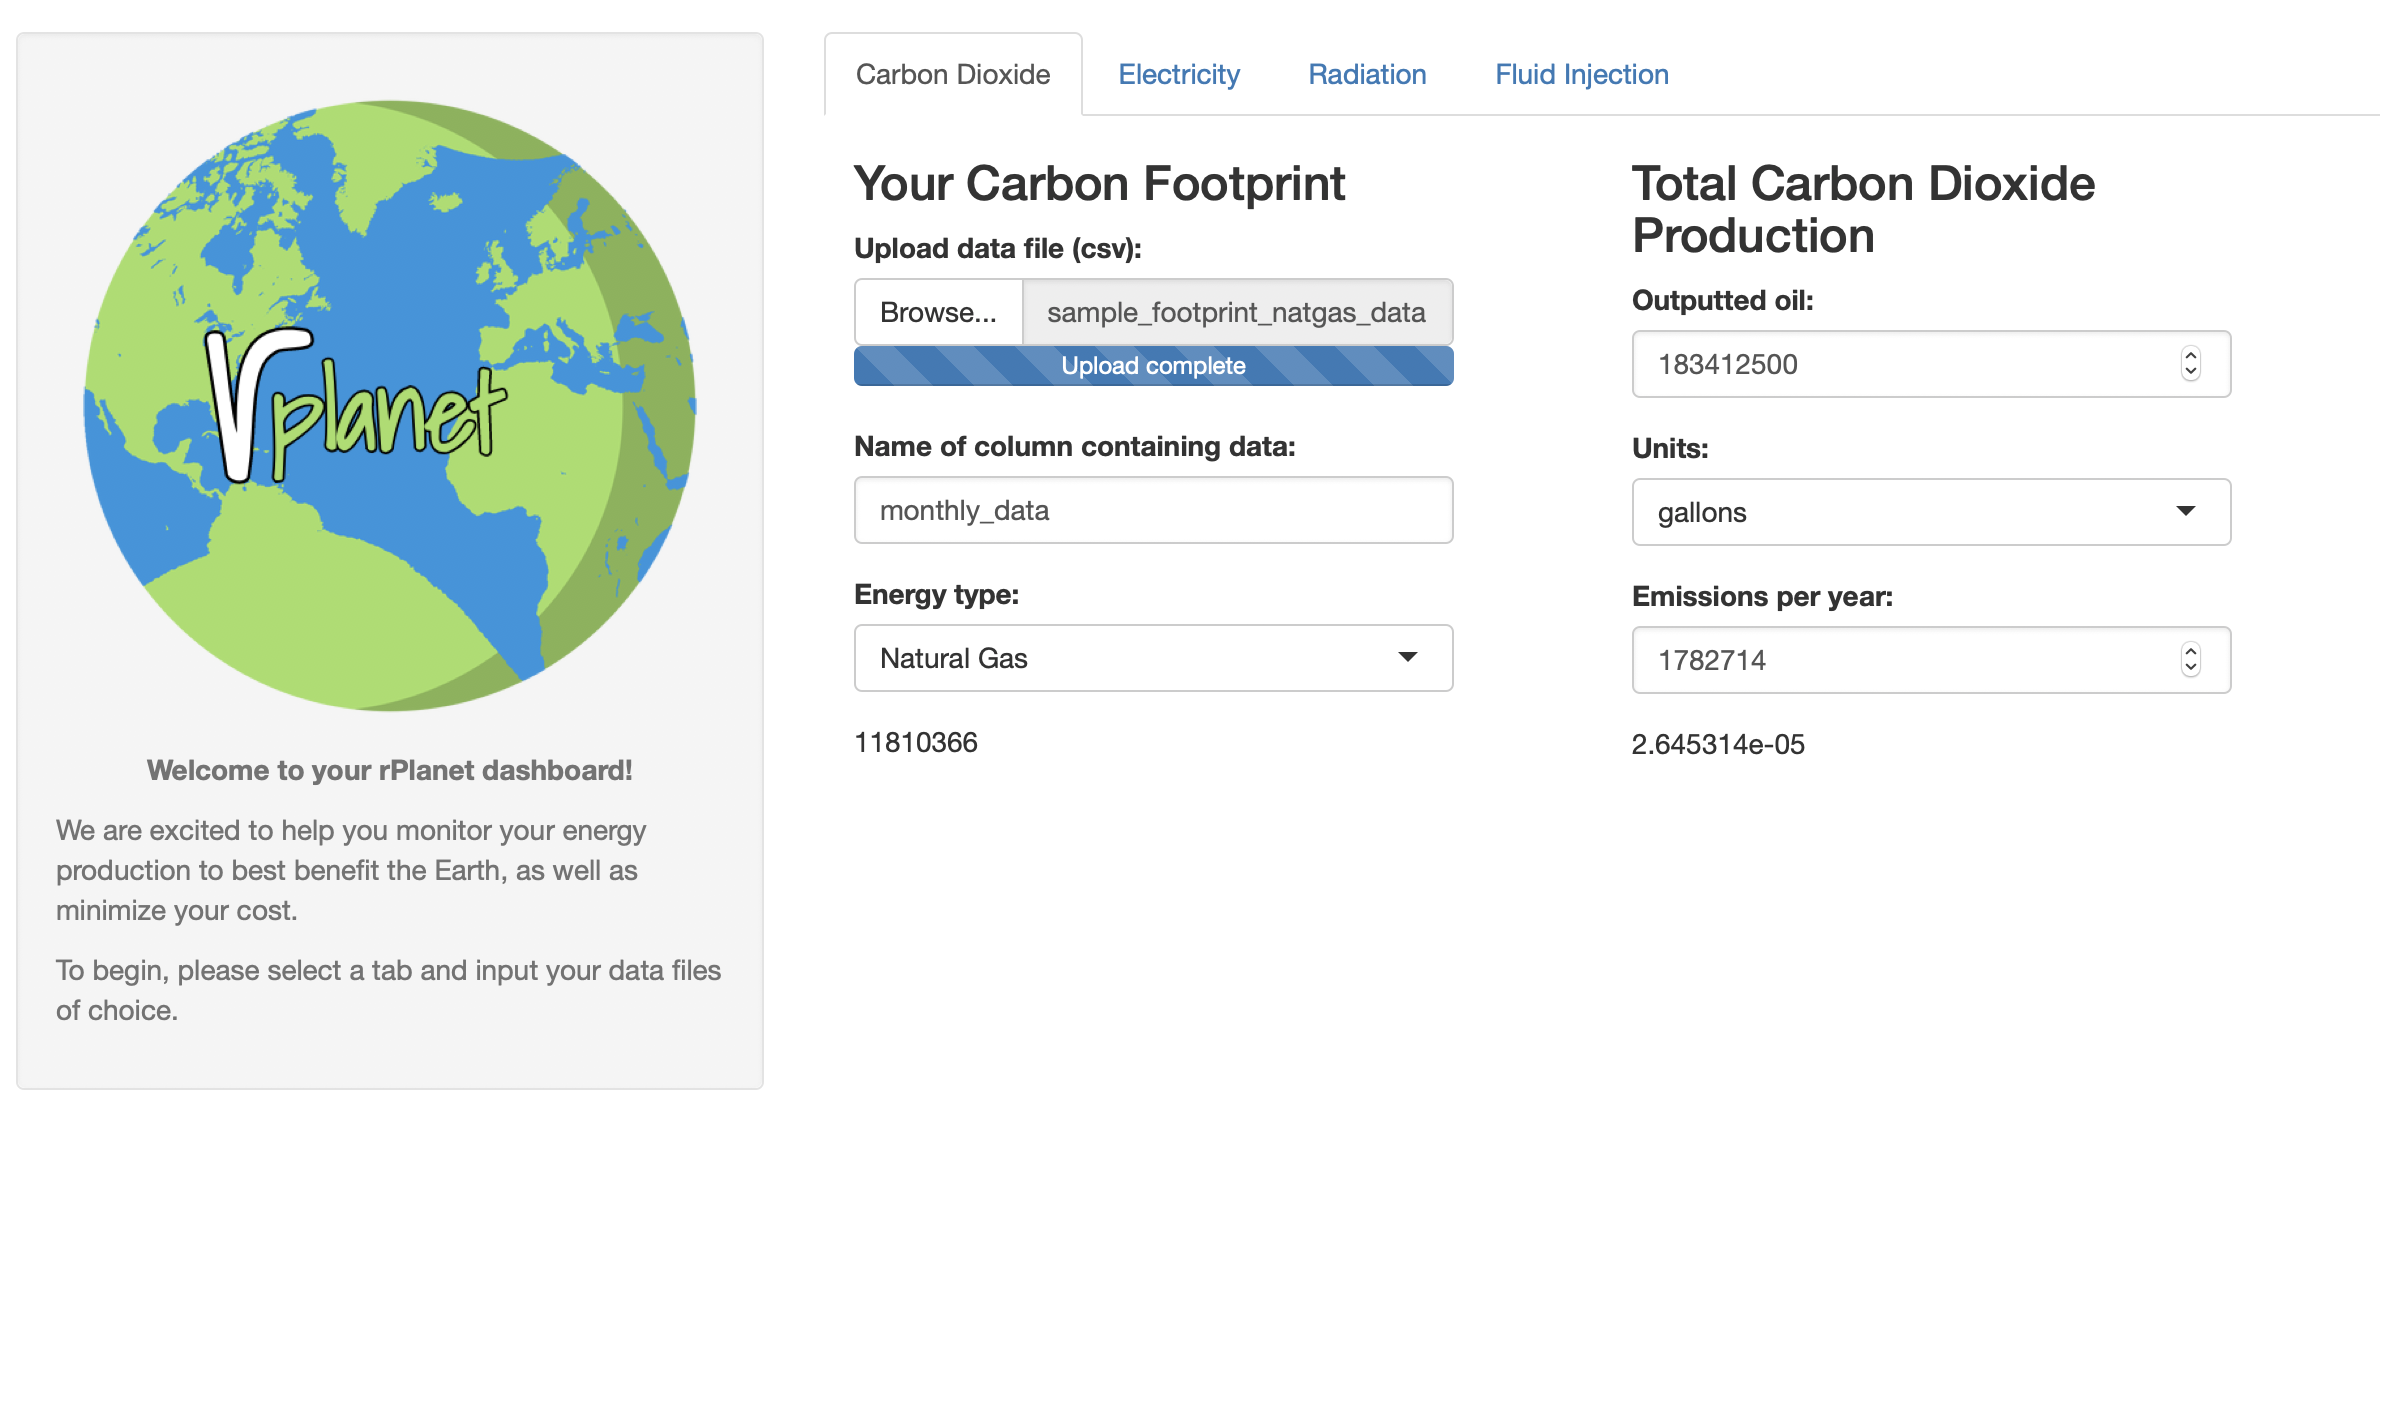 rplanet
Welcome to your rPlanet dashboard!
We are excited to help you monitor your energy
production to best benefit the Earth, as well as
minimize your cost.
To begin, please select a tab and input your data files
of choice.
Carbon Dioxide
Electricity
Radiation
Fluid Injection
Your Carbon Footprint
Upload data file (csv):
Browse...
sample_footprint_natgas_data
Upload complete
Name of column containing data:
monthly_data
Energy type:
Natural Gas
11810366
Total Carbon Dioxide
Production
Outputted oil:
183412500
Units:
gallons
Emissions per year:
1782714
2.645314e-05